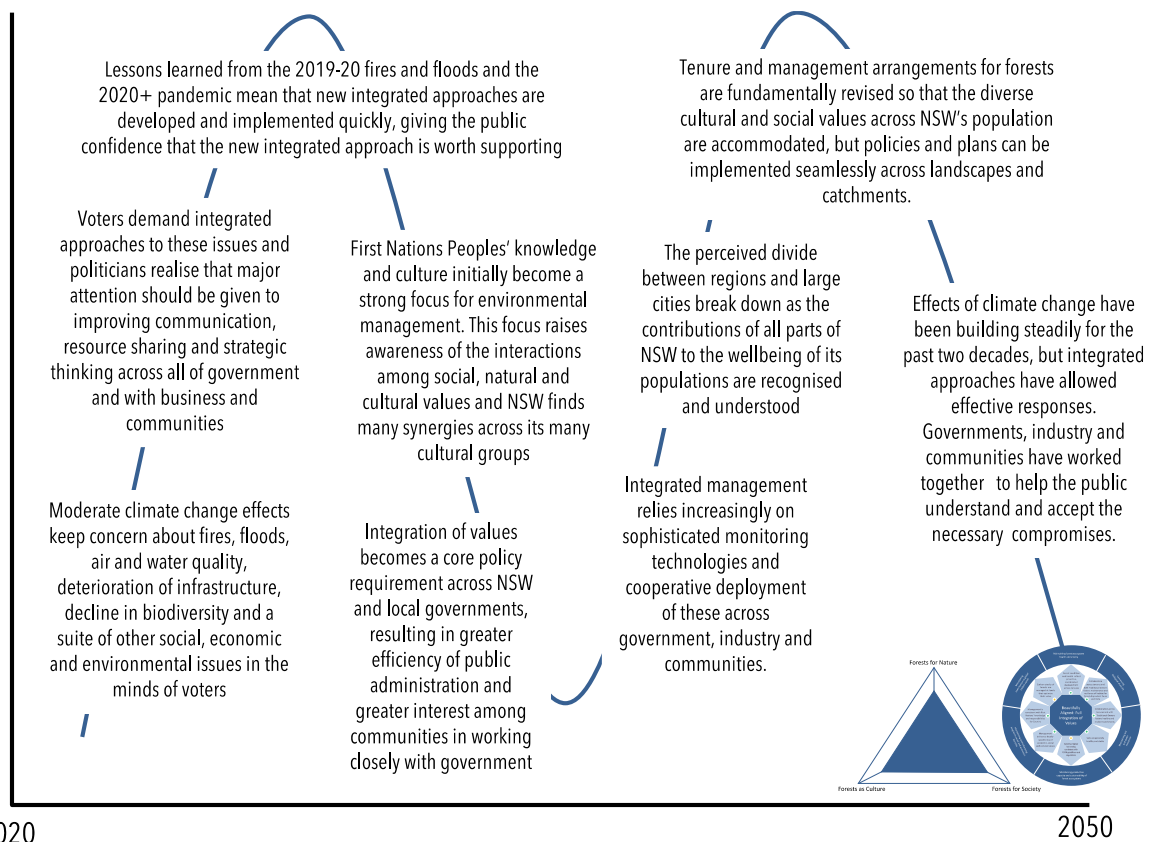 Moderate climate change effects
keep concern about fires, floods,
air and water quality,
deterioration of infrastructure,
decline in biodiversity and a
suite of other social, economic
and environmental issues in the
minds of voters
Voters demand integrated
approaches to these issues and
politicians realise that major
attention should be given to
improving communication,
resource sharing and strategic
thinking across all of government
and with business and
communities
Lessons learned from the 2019-20 fires and floods and the
2020+ pandemic mean that new integrated approaches are
developed and implemented quickly, giving the public
confidence that the new integrated approach is worth supporting
First Nations Peoples' knowledge
and culture initially become a
strong focus for environmental
management. This focus raises
awareness of the interactions
among social, natural and
cultural values and NSW finds
many synergies across its many
cultural groups
Integration of values
becomes a core policy
requirement across NSW
and local governments,
resulting in greater
efficiency of public
administration and
greater interest among
communities in working
closely with government
Integrated management
relies increasingly on
sophisticated monitoring
technologies and
cooperative deployment
of these across
government, industry and
communities.
The perceived divide
between regions and large
cities break down as the
contributions of all parts of
NSW to the wellbeing of its
populations are recognised
and understood
Tenure and management arrangements for forests
are fundamentally revised so that the diverse
cultural and social values across NSW's population
are accommodated, but policies and plans can be
implemented seamlessly across landscapes and
catchments.
Effects of climate change have
been building steadily for the
past two decades, but integrated
approaches have allowed
effective responses.
Governments, industry and
communities have worked
together to help the public
understand and accept the
necessary compromises.
Forests for Nature
Forests as Culture
Forests for Society
Beautifully
Aligned: Full
Integration of
Values
020
2050